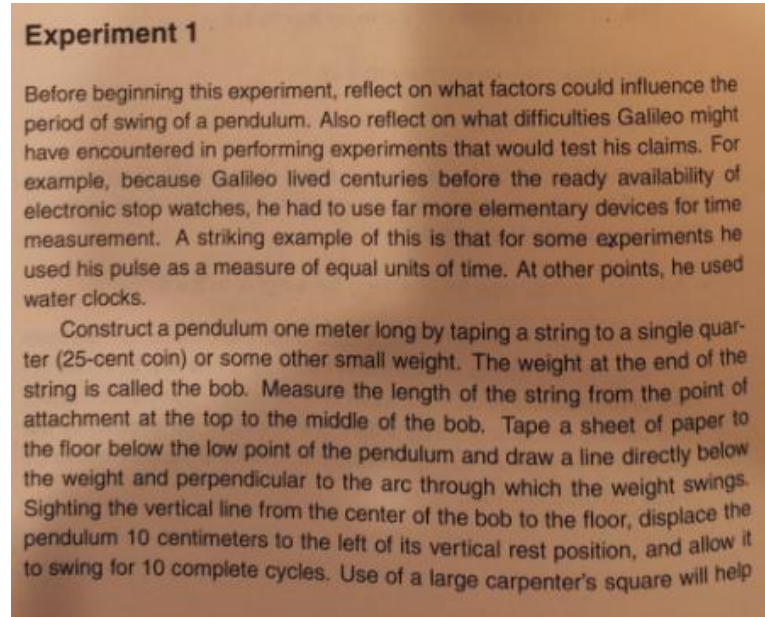 Experiment 1
Before beginning this experiment, reflect on what factors could influence the
period of swing of a pendulum. Also reflect on what difficulties Galileo might
have encountered in performing experiments that would test his claims. For
example, because Galileo lived centuries before the ready availability of
electronic stop watches, he had to use far more elementary devices for time
measurement. A striking example of this is that for some experiments he
used his pulse as a measure of equal units of time. At other points, he used
water clocks.
Construct a pendulum one meter long by taping a string to a single quar-
ter (25-cent coin) or some other small weight. The weight at the end of the
string is called the bob. Measure the length of the string from the point of
attachment at the top to the middle of the bob. Tape a sheet of paper to
the floor below the low point of the pendulum and draw a line directly below
the weight and perpendicular to the arc through which the weight swings.
Sighting the vertical line from the center of the bob to the floor, displace the
pendulum 10 centimeters to the left of its vertical rest position, and allow it
to swing for 10 complete cycles. Use of a large carpenter's square will help